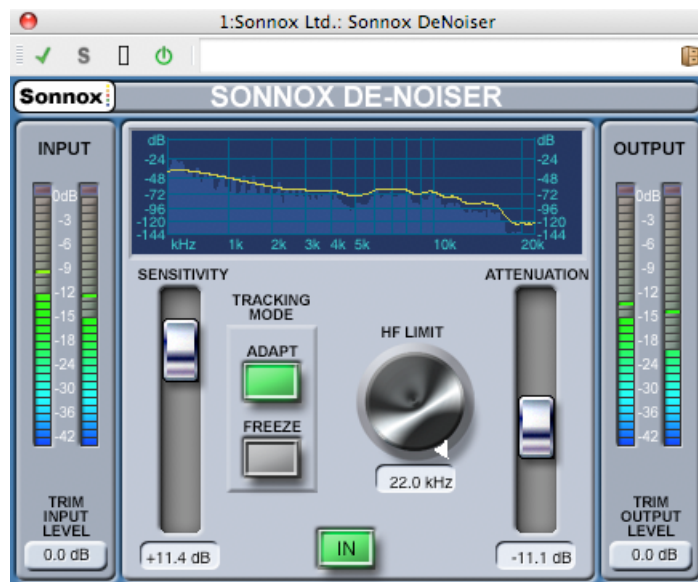 1:Sonnox Ltd.: Sonnox DeNoiser
S
Sonnox
SONNOX DE-NOISER
INPUT
0dB
-3
-6
-9
-12
-15
-18
-24
-30
-36
-42
TRIM
INPUT
LEVEL
0.0 dB
dB
-24
-48
-72
-96
-120
-144
kHz 1k 2k 3k 4k 5k 10k 20k
dB
-24
-48
-72
-96
-120
-144
SENSITIVITY
+11.4 dB
TRACKING
MODE
ADAPT
FREEZE
HF LIMIT
22.0 kHz
IN
ATTENUATION
-11.1 dB
OUTPUT
0dB
-3
-6
-9
-12
-15
-18
-24
-30
-36
-42
TRIM
OUTPUT
LEVEL
0.0 dB